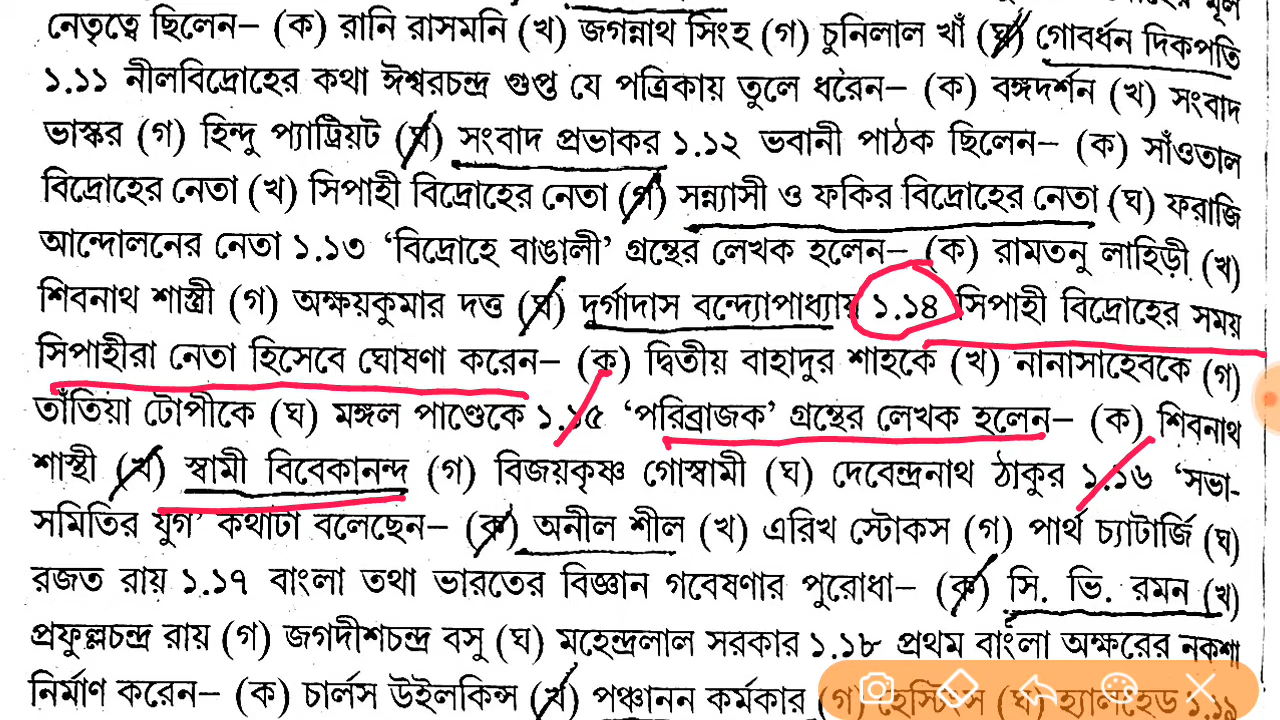 নেতৃত্বে ছিলেন– (ক) রানি রাসমনি (খ) জগন্নাথ সিংহ (গ) চুনিলাল খাঁ (ঘ) গোবর্ধন দিকপতি
১.১১ নীলবিদ্রোহের কথা ঈশ্বরচন্দ্র গুপ্ত যে পত্রিকায় তুলে ধরেন– (ক) বঙ্গদর্শন (খ) সংবাদ
ভাস্কর (গ) হিন্দু প্যাট্রিয়ট (ঘ) সংবাদ প্রভাকর ১.১২ ভবানী পাঠক ছিলেন– (ক) সাঁওতাল
বিদ্রোহের নেতা (খ) সিপাহী বিদ্রোহের নেতা (গ) সন্ন্যাসী ও ফকির বিদ্রোহের নেতা (ঘ) ফরাজি
আন্দোলনের নেতা ১.১৩ ‘বিদ্রোহে বাঙালী’ গ্রন্থের লেখক হলেন– (ক) রামতনু লাহিড়ী (খ)
শিবনাথ শাস্ত্রী (গ) অক্ষয়কুমার দত্ত (ঘ) দুর্গাদাস বন্দ্যোপাধ্যায় ১.১৪ সিপাহী বিদ্রোহের সময়
সিপাহীরা নেতা হিসেবে ঘোষণা করেন– (ক) দ্বিতীয় বাহাদুর শাহকে (খ) নানাসাহেবকে (গ)
তাঁতিয়া টোপীকে (ঘ) মঙ্গল পাণ্ডেকে ১.১৫ ‘পরিব্রাজক’ গ্রন্থের লেখক হলেন– (ক) শিবনাথ
শাস্থী (খ) স্বামী বিবেকানন্দ (গ) বিজয়কৃষ্ণ গোস্বামী (ঘ) দেবেন্দ্রনাথ ঠাকুর ১.১৬ ‘সভা-
সমিতির যুগ’ কথাটা বলেছেন– (ক) অনীল শীল (খ) এরিখ স্টোকস (গ) পার্থ চ্যাটার্জি (ঘ)
রজত রায় ১.১৭ বাংলা তথা ভারতের বিজ্ঞান গবেষণার পুরোধা– (ক) সি. ভি. রমন (খ)
প্রফুল্লচন্দ্র রায় (গ) জগদীশচন্দ্র বসু (ঘ) মহেন্দ্রলাল সরকার ১.১৮ প্রথম বাংলা অক্ষরের নকশা
নির্মাণ করেন– (ক) চার্লস উইলকিন্স (খ) পঞ্চানন কর্মকার (গ) হেস্টিংস (ঘ) হ্যালহেড ১.১৯